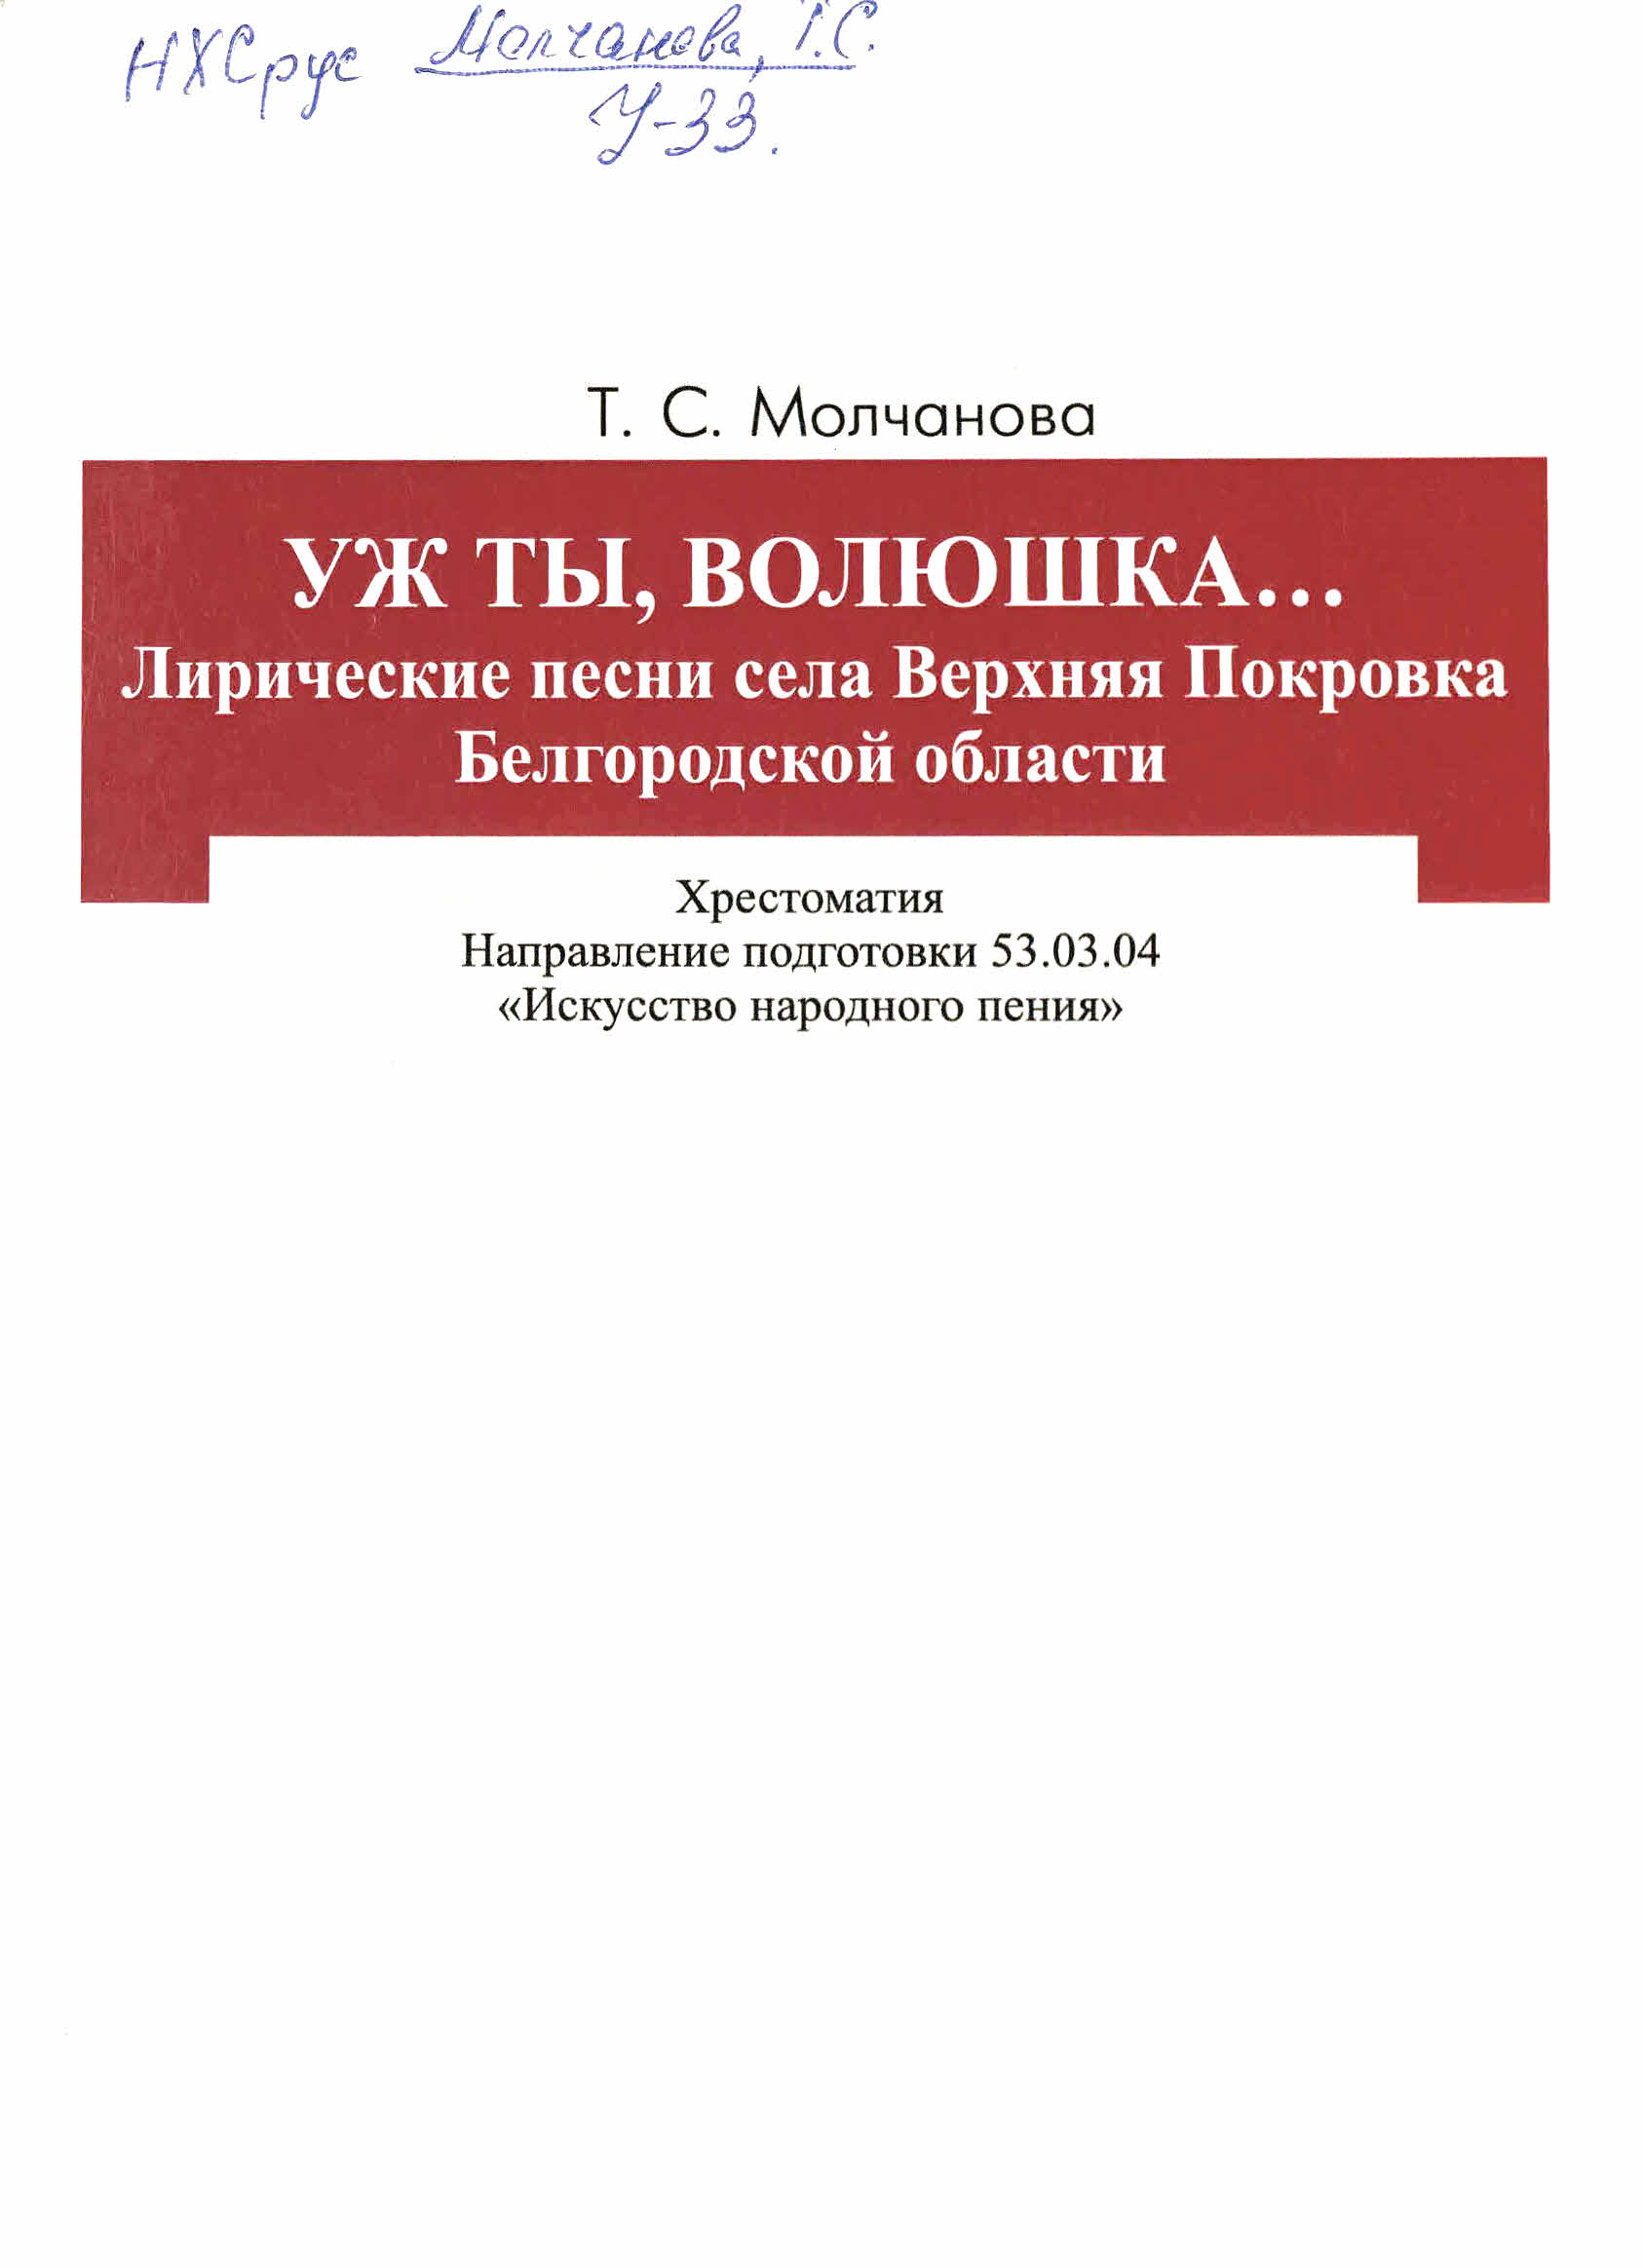 НХСрус Молчанова, Т.С.
У-33.
Т. С. Молчанова
УЖ ТЫ, ВОЛЮШКА...
Лирические песни села Верхняя Покровка
Белгородской области
Хрестоматия
Направление подготовки 53.03.04
«Искусство народного пения»